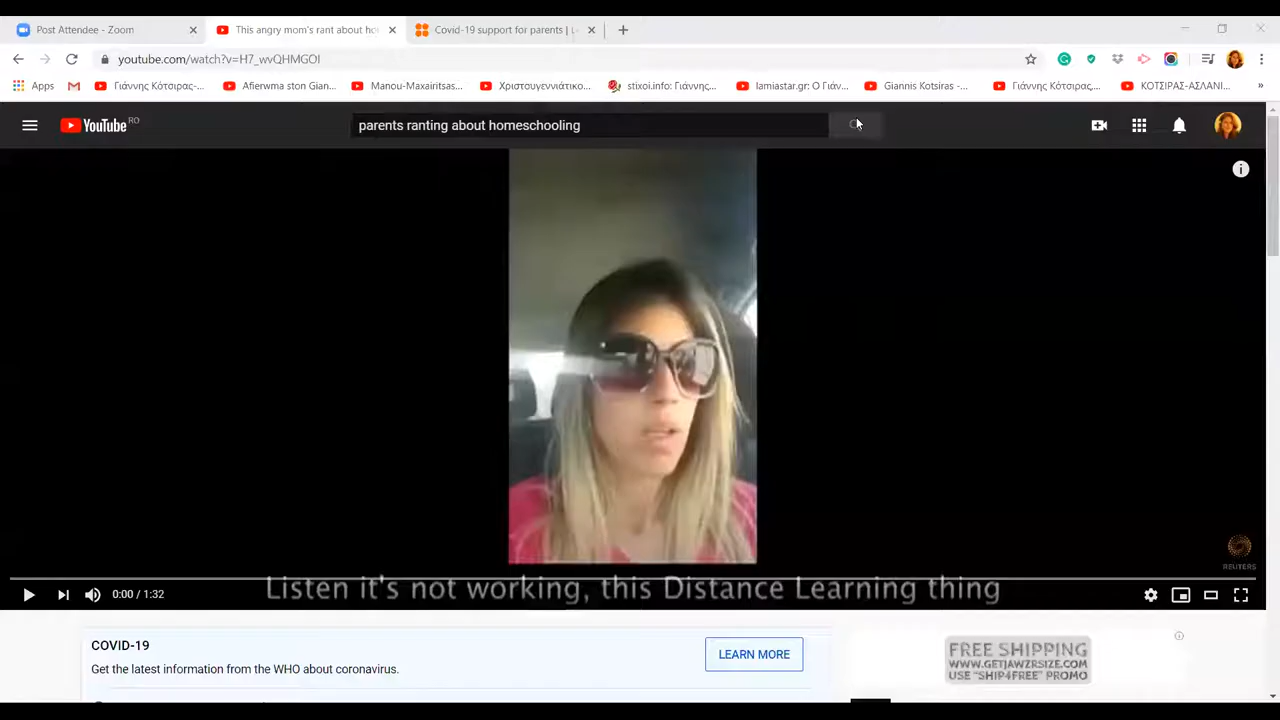 Post Attendee - Zoom
This angry mom's rant about ho
Covid-19 support for parents | L
youtube.com/watch?v=H7_wvQHMGOI
Apps
Γιάννης Κότσιρας-...
Afierwma ston Gian...
Manou-Maxairitsas...
Χριστουγεννιάτικο...
stixoi.info: Γιάννης...
lamiastar.gr: Ο Γιάν...
Giannis Kotsiras -...
Γιάννης Κότσιρας,...
ΚΟΤΣΙΡΑΣ-ΑΣΛΑΝΙ...
»
YouTube RO
parents ranting about homeschooling
REUTERS
Listen it's not working, this Distance Learning thing
0:00 / 1:32
COVID-19
Get the latest information from the WHO about coronavirus.
LEARN MORE
FREE SHIPPING
WWW.GETJAWZRSIZE.COM
USE "SHIP4FREE" PROMO